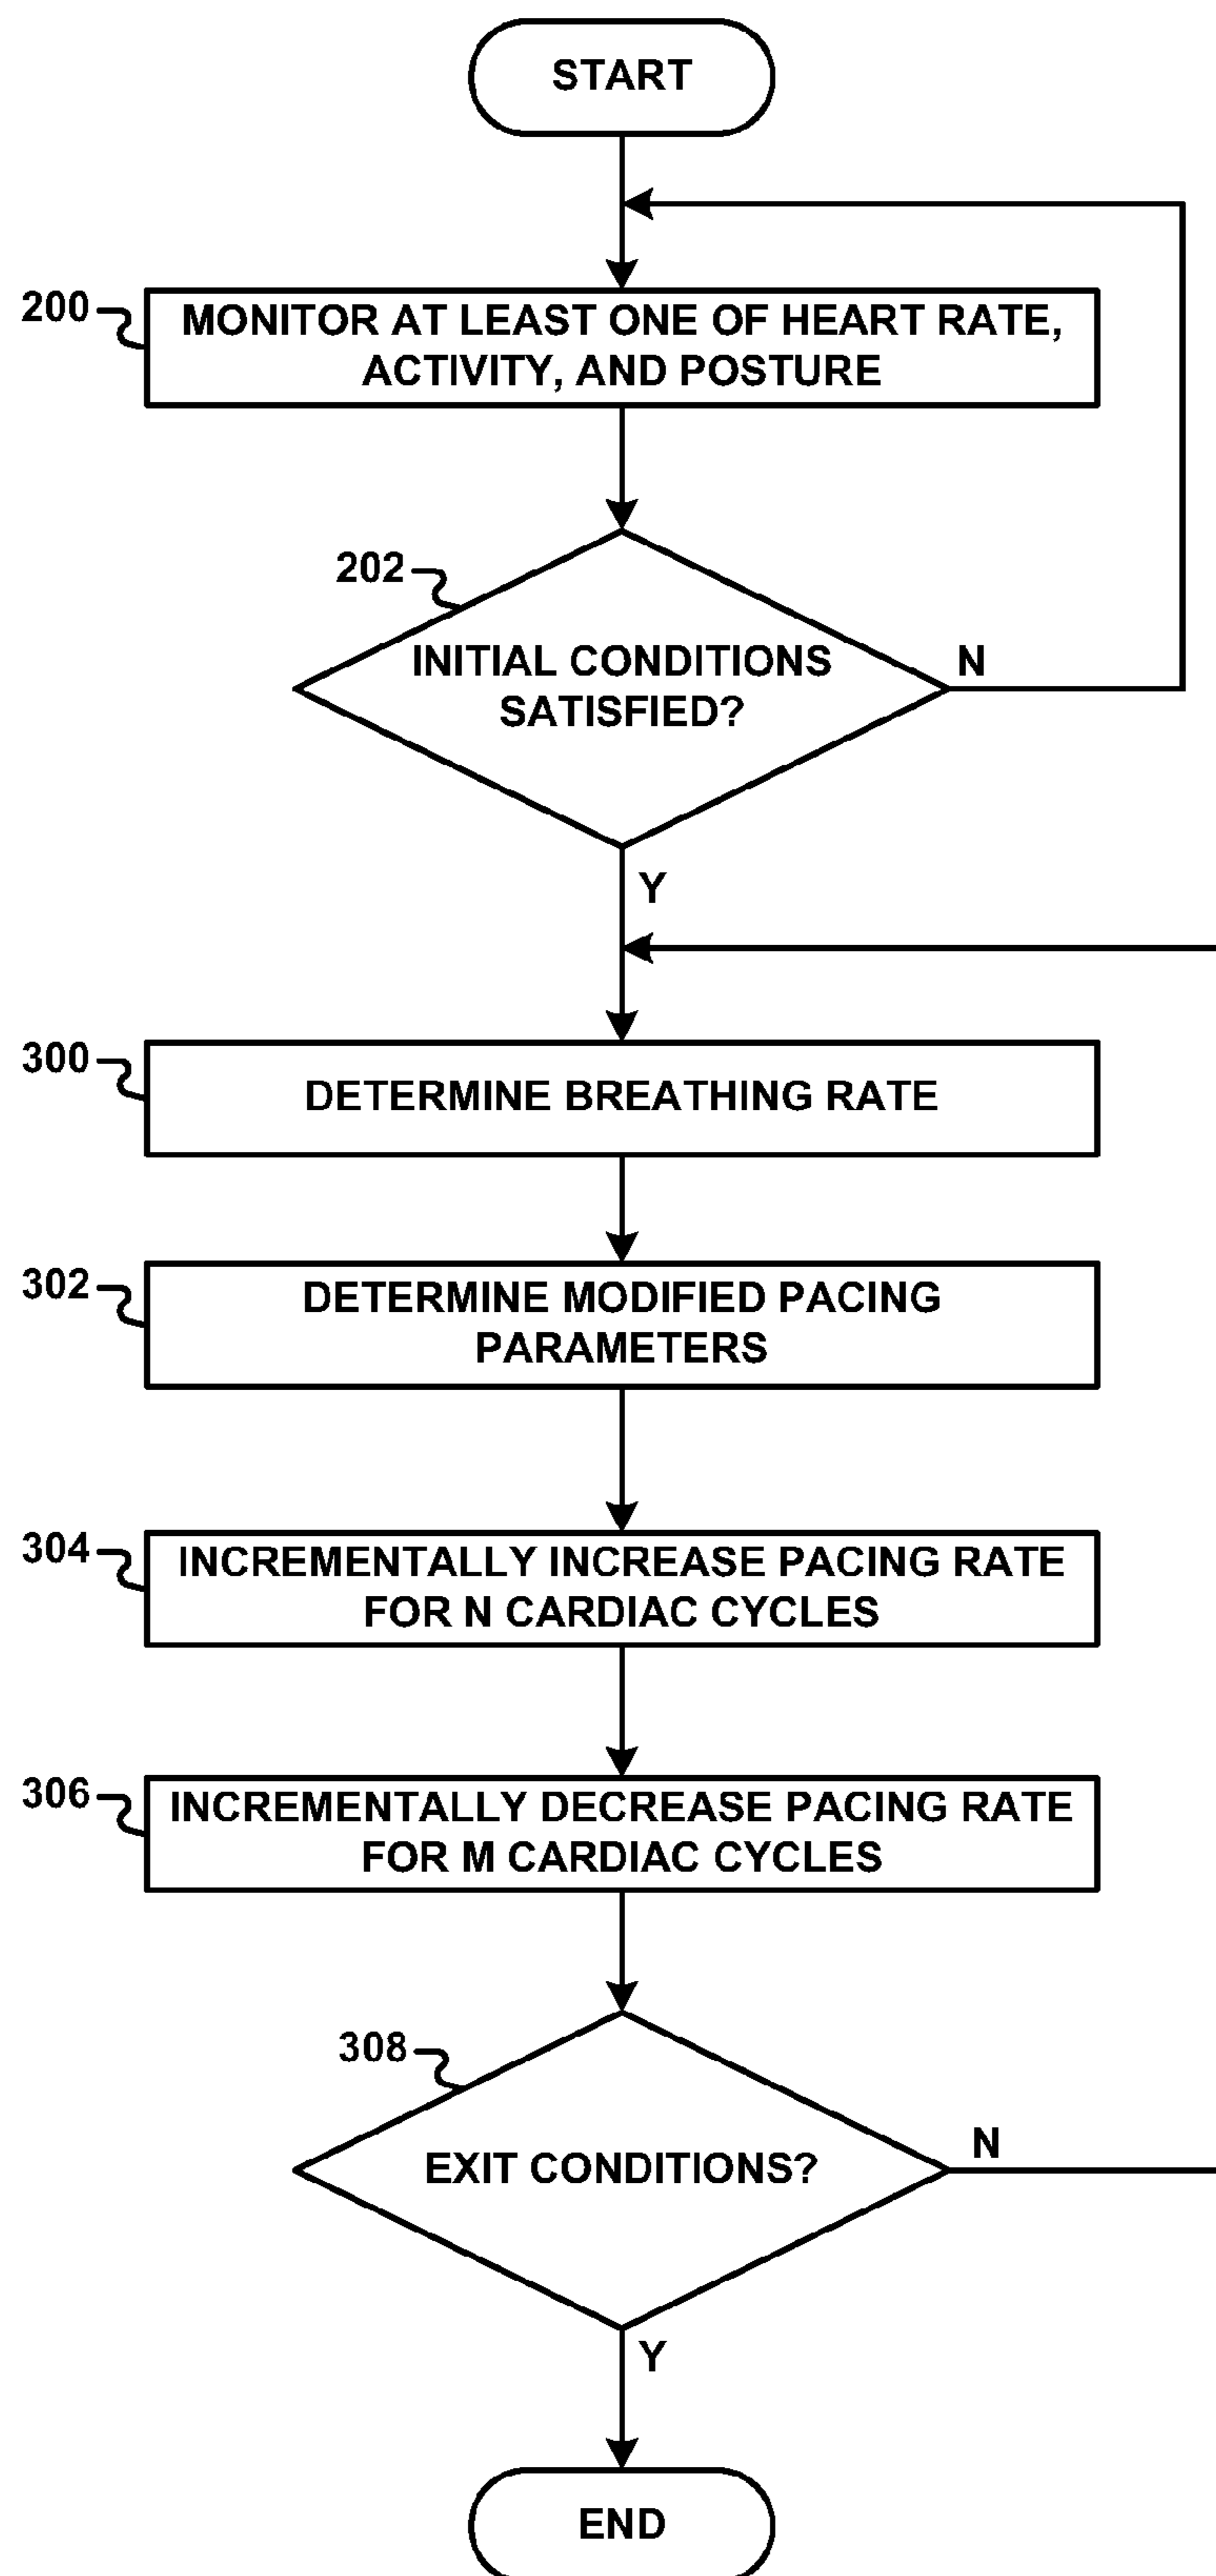 START
200
MONITOR AT LEAST ONE OF HEART RATE,
ACTIVITY, AND POSTURE
202
INITIAL CONDITIONS
SATISFIED?
N
Y
300
DETERMINE BREATHING RATE
302
DETERMINE MODIFIED PACING
PARAMETERS
304
INCREMENTALLY INCREASE PACING RATE
FOR N CARDIAC CYCLES
306
INCREMENTALLY DECREASE PACING RATE
FOR M CARDIAC CYCLES
308
EXIT CONDITIONS?
N
Y
END